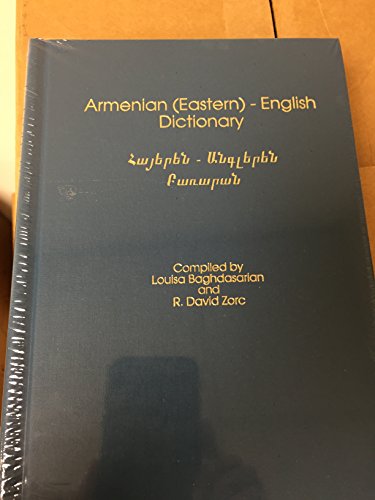 Armenian (Eastern) - English
Dictionary
Հայերեն - Անգլերեն
Բառարան
Compiled by
Louisa Baghdasarian
and
R. David Zorc